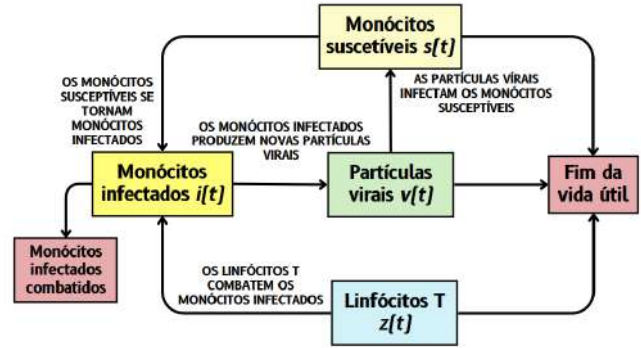 Monócitos
suscetíveis s[t]
OS MONÓCITOS
SUSCEPTÍVEIS SE
TORNAM
MONÓCITOS
INFECTADOS
AS PARTÍCULAS VÍRAIS
INFECTAM OS MONÓCITOS
SUSCEPTÍVEIS
OS MONÓCITOS INFECTADOS
PRODUZEM NOVAS PARTÍCULAS
VIRAIS
Monócitos
infectados i[t]
Partículas
virais v[t]
Fim da
vida útil
Monócitos
infectados
combatidos
OS LINFÓCITOS T
COMBATEM OS
MONÓCITOS INFECTADOS
Linfócitos T
z[t]